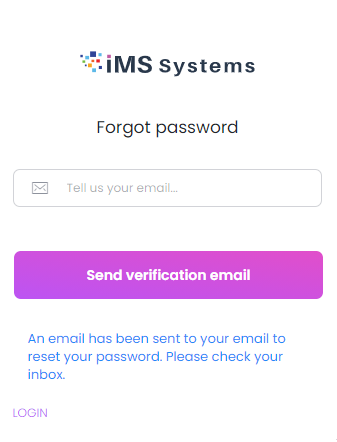 iMS Systems
Forgot password
Tell us your email...
Send verification email
An email has been sent to your email to
reset your password. Please check your
inbox.
LOGIN